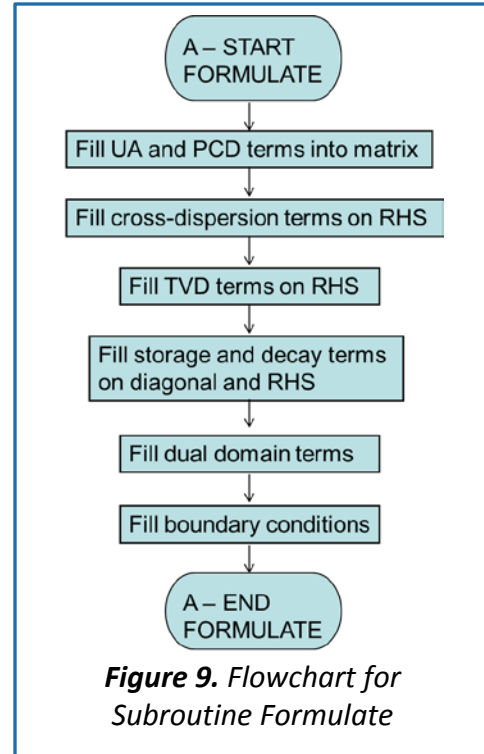 A – START
FORMULATE
Fill UA and PCD terms into matrix
Fill cross-dispersion terms on RHS
Fill TVD terms on RHS
Fill storage and decay terms
on diagonal and RHS
Fill dual domain terms
Fill boundary conditions
A – END
FORMULATE
Figure 9. Flowchart for
Subroutine Formulate